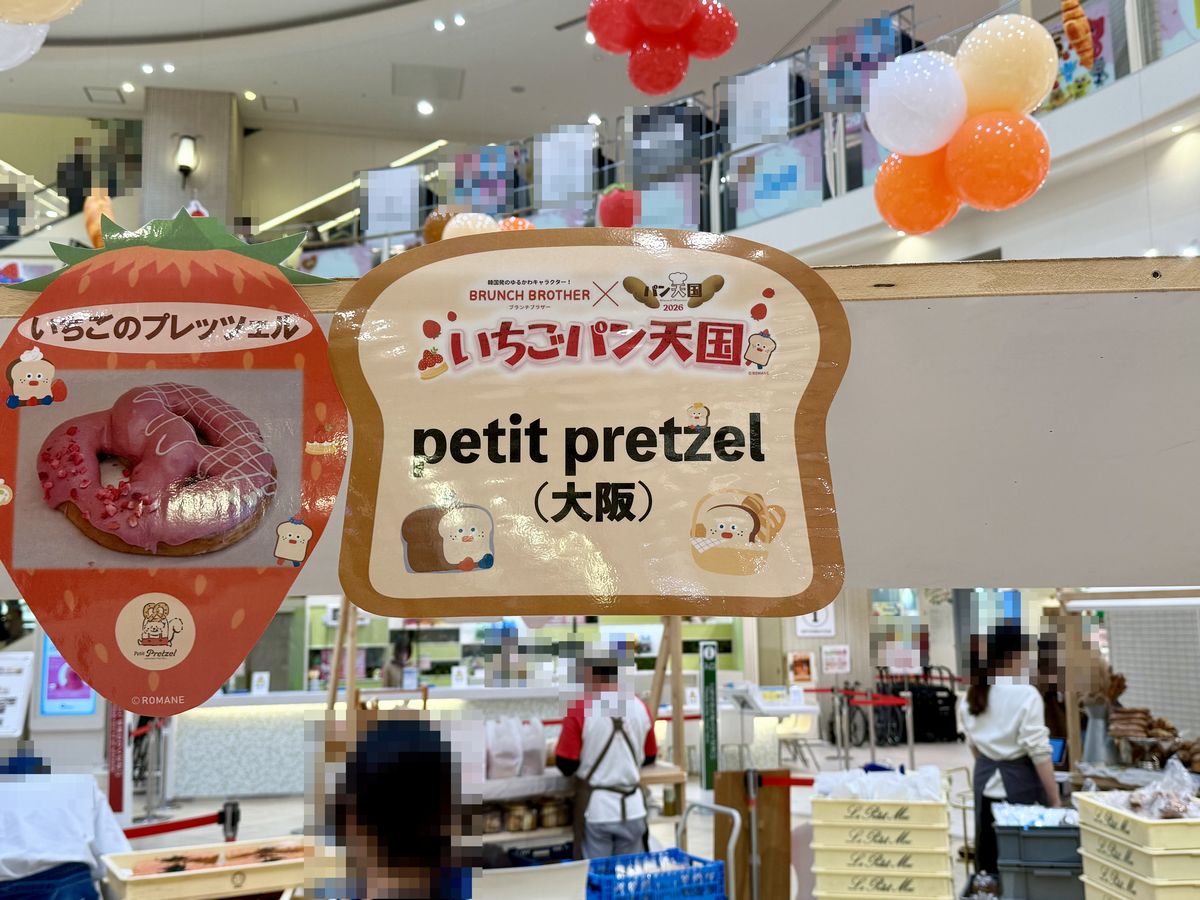 いちごのプレッツェル
Petit Pretzel
©ROMANE
韓国発のゆるかわキャラクター！
BRUNCH BROTHER
ブランチブラザー
×
パン天国
2026
いちごパン天国
©ROMANE
petit pretzel
（大阪）
Le Petit Mec
Le Petit Mec
Le Petit Mec
Le Petit Mec